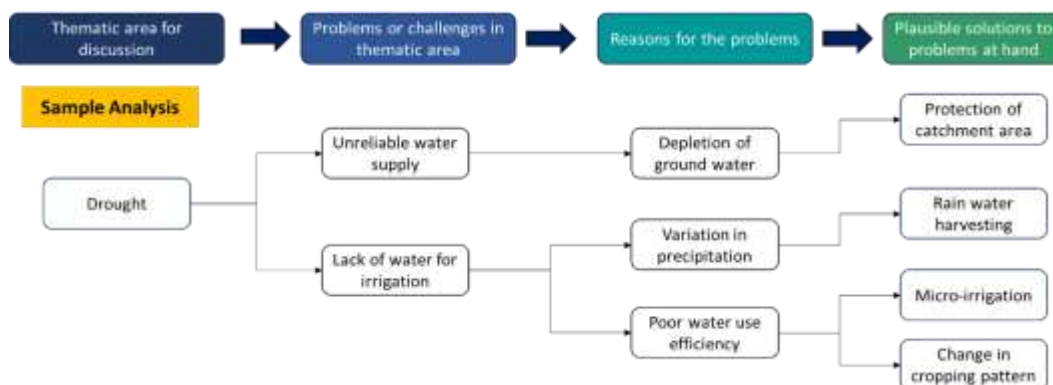 Thematic area for
discussion
Problems or challenges in
thematic area
Reasons for the problems
Plausible solutions to
problems at hand
Sample Analysis
Drought
Unreliable water
supply
Lack of water for
irrigation
Depletion of
ground water
Variation in
precipitation
Poor water use
efficiency
Protection of
catchment area
Rain water
harvesting
Micro-irrigation
Change in
cropping pattern